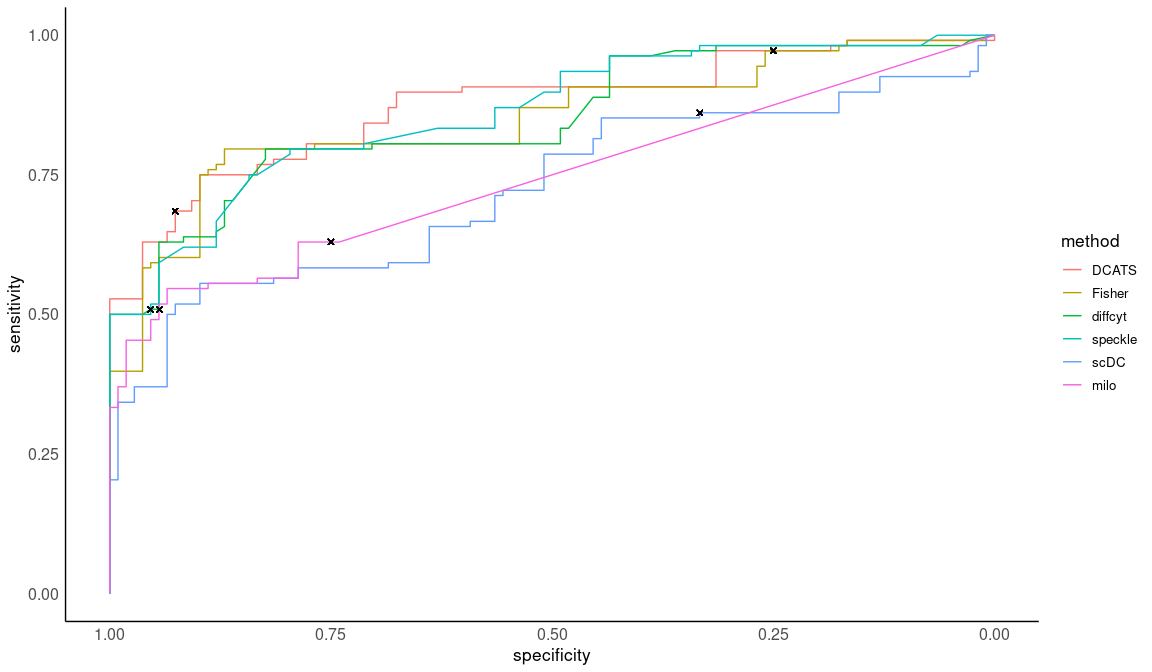 1.00
0.75
0.50
0.25
0.00
sensitivity
1.00 0.75 0.50 0.25 0.00
specificity
method
DCATS
Fisher
diffcyt
speckle
scDC
milo